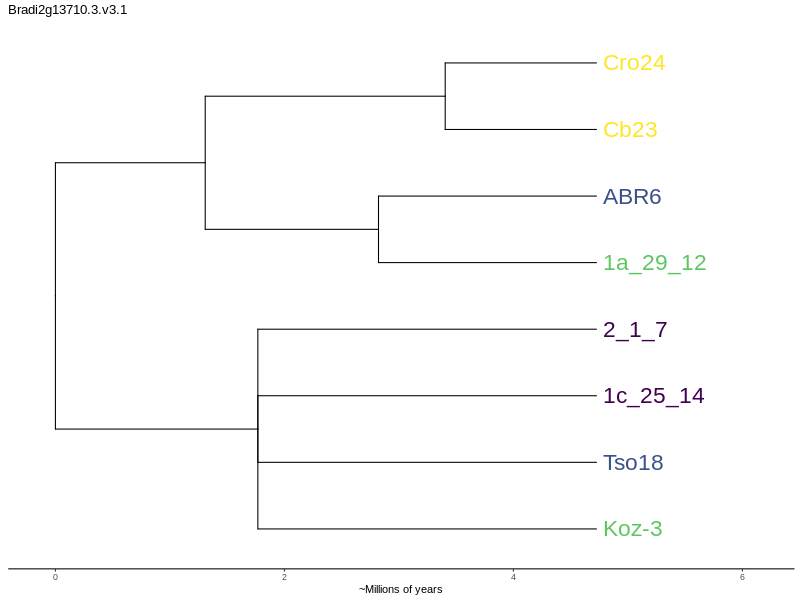 Bradi2g13710.3.v3.1
Cro24
Cb23
ABR6
1a_29_12
2_1_7
1c_25_14
Tso18
Koz-3
0 2 4 6
~Millions of years